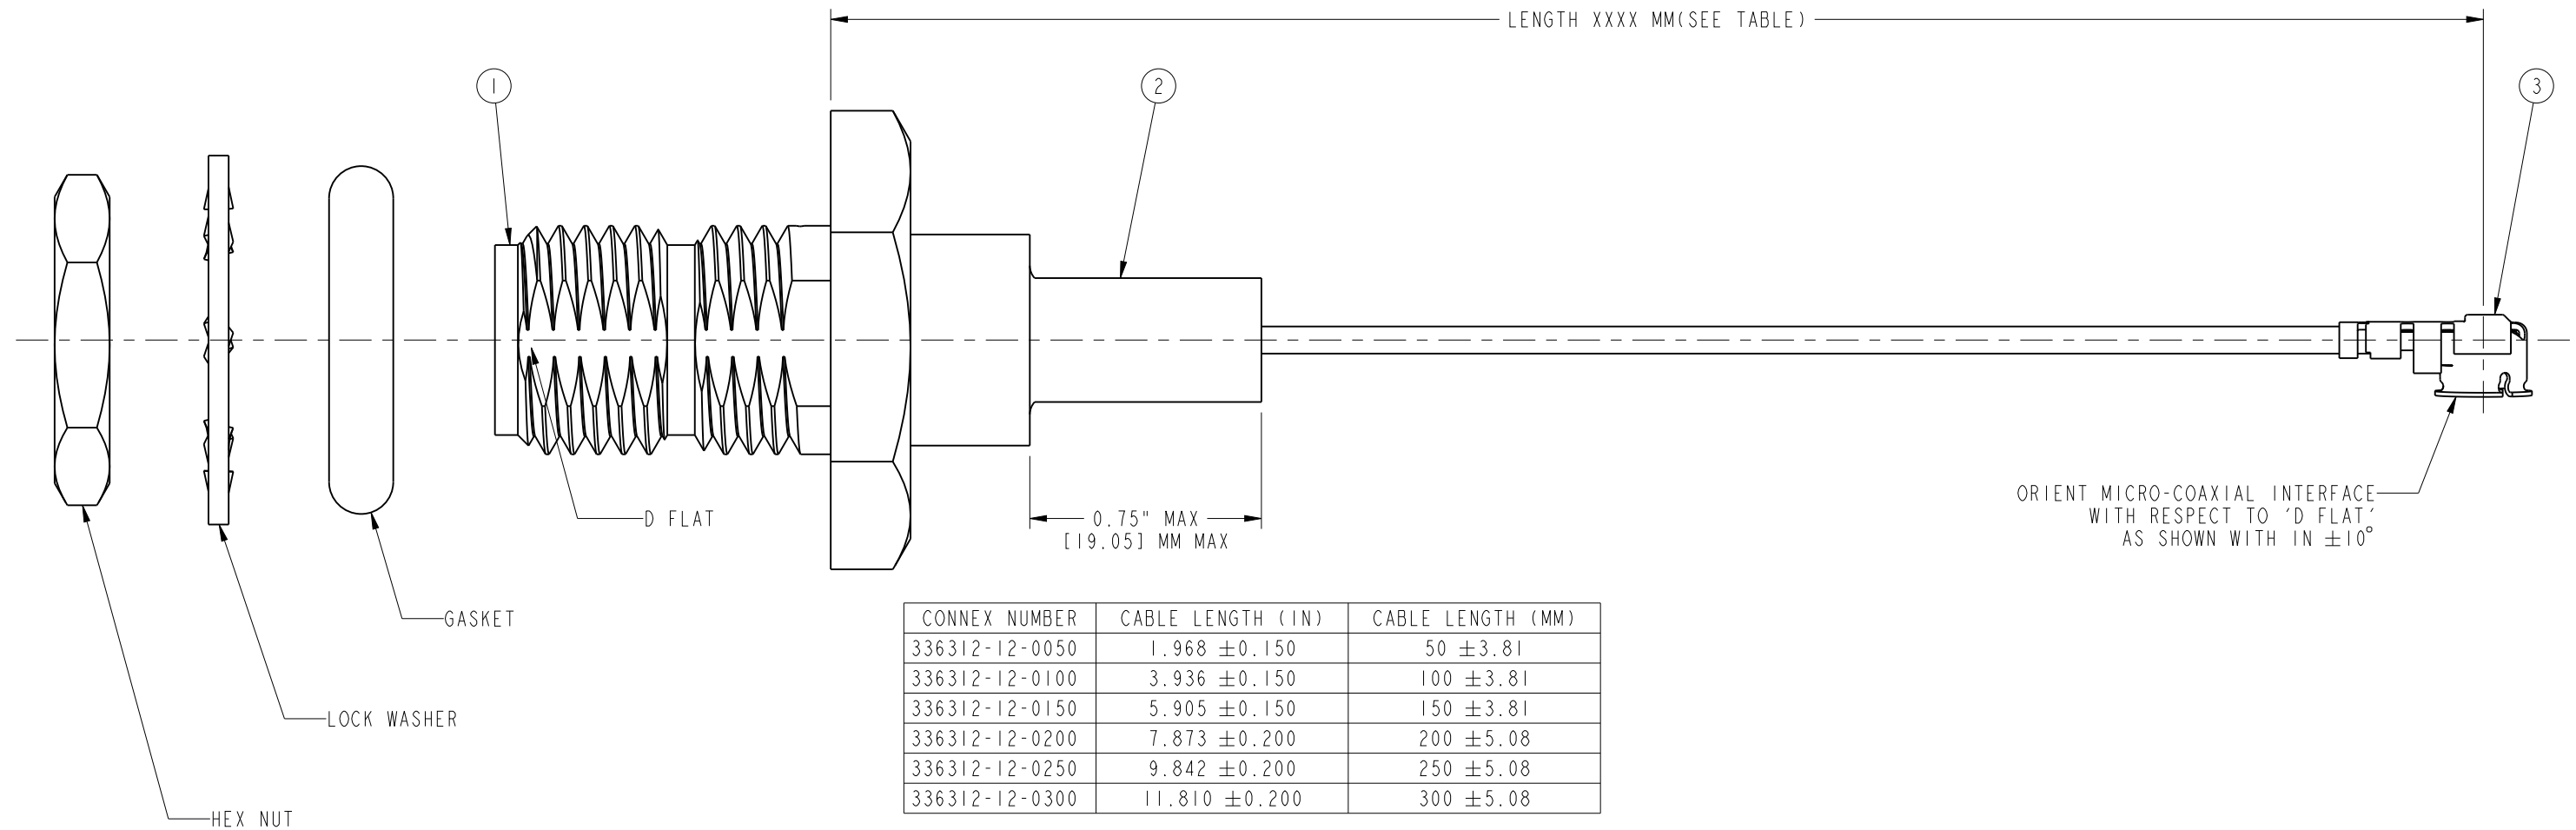 LENGTH XXXX MM(SEE TABLE)
1
2
3
D FLAT
0.75" MAX
[19.05] MM MAX
ORIENT MICRO-COAXIAL INTERFACE
WITH RESPECT TO 'D FLAT'
AS SHOWN WITH IN ±10°
GASKET
LOCK WASHER
HEX NUT
CONNEX NUMBER CABLE LENGTH (IN) CABLE LENGTH (MM)
336312-12-0050 1.968 ±0.150 50 ±3.81
336312-12-0100 3.936 ±0.150 100 ±3.81
336312-12-0150 5.905 ±0.150 150 ±3.81
336312-12-0200 7.873 ±0.200 200 ±5.08
336312-12-0250 9.842 ±0.200 250 ±5.08
336312-12-0300 11.810 ±0.200 300 ±5.08